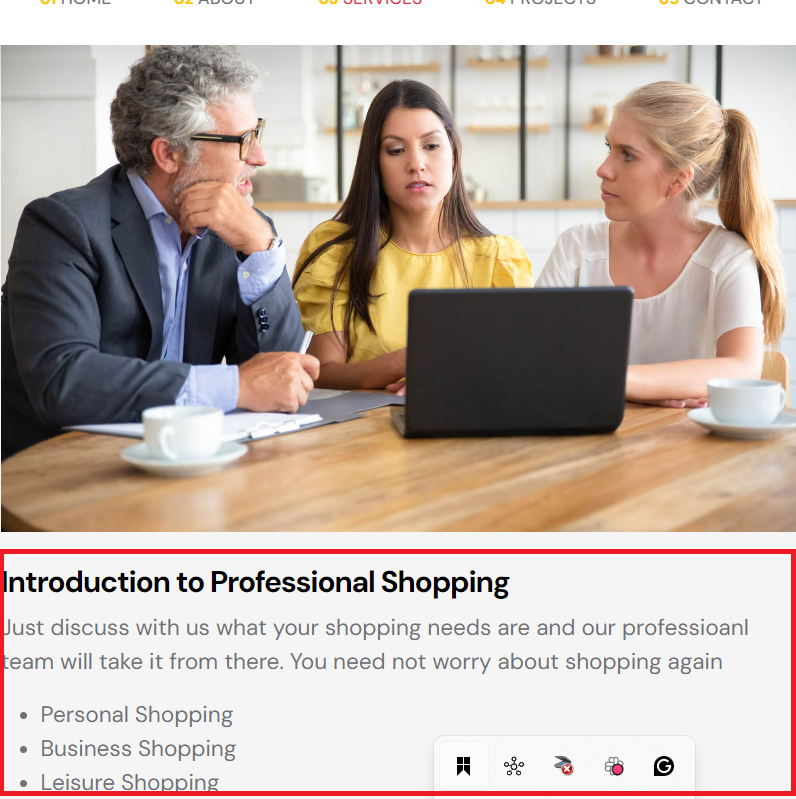 01 HOME 02 ABOUT 03 SERVICES 04 PROJECTS 05 CONTACT
Introduction to Professional Shopping
Just discuss with us what your shopping needs are and our professioanl
team will take it from there. You need not worry about shopping again
• Personal Shopping
• Business Shopping
• Leisure Shopping